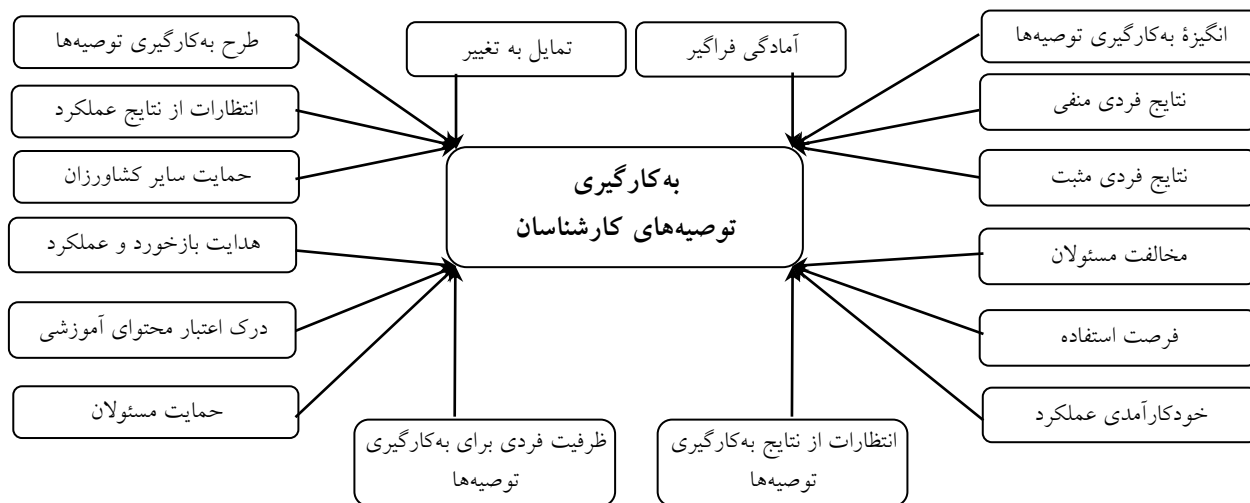 انگیزهٔ به‌کارگیری توصیه‌ها
آمادگی فراگیر
تمایل به تغییر
طرح به‌کارگیری توصیه‌ها
نتایج فردی منفی
انتظارات از نتایج عملکرد
نتایج فردی مثبت
به‌کارگیری
توصیه‌های کارشناسان
حمایت سایر کشاورزان
مخالفت مسئولان
هدایت بازخورد و عملکرد
فرصت استفاده
درک اعتبار محتوای آموزشی
خودکارآمدی عملکرد
حمایت مسئولان
انتظارات از نتایج به‌کارگیری
توصیه‌ها
ظرفیت فردی برای به‌کارگیری
توصیه‌ها